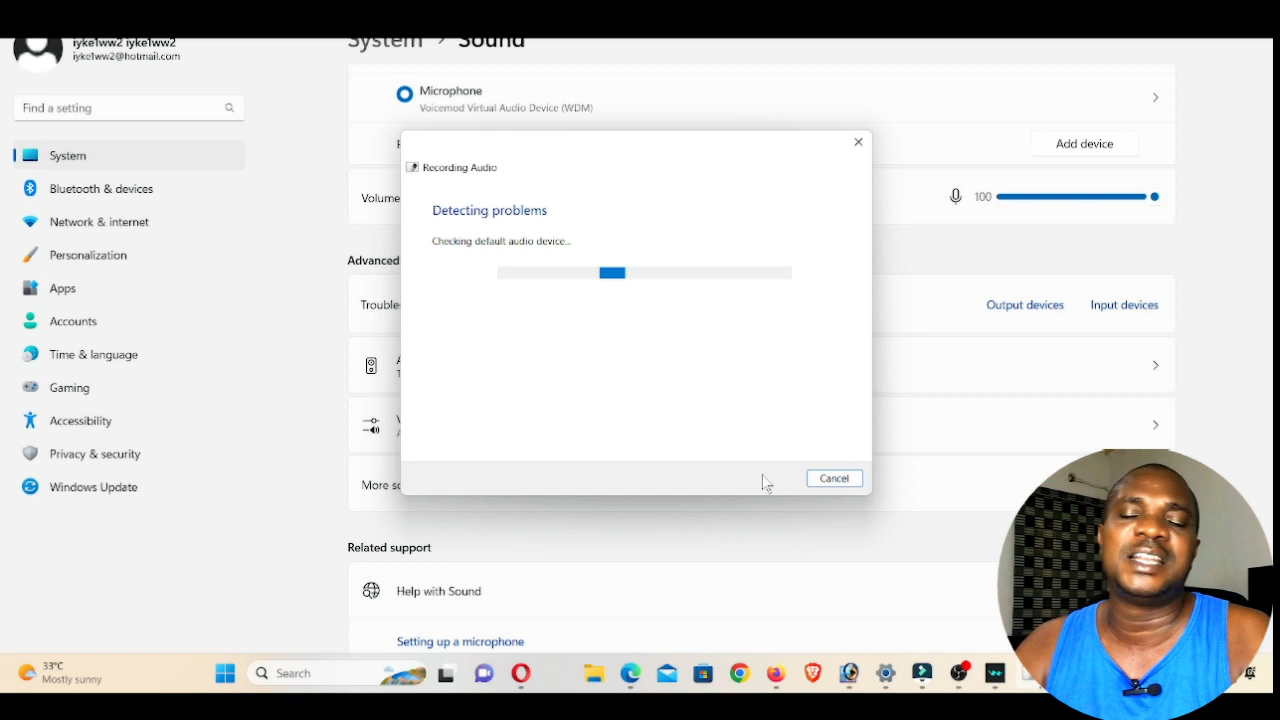 iyke1ww2 iyke1ww2
iyke1ww2@hotmail.com
Find a setting
System
Bluetooth & devices
Network & internet
Personalization
Apps
Accounts
Time & language
Gaming
Accessibility
Privacy & security
Windows Update
System > Sound
Microphone
Voicemod Virtual Audio Device (WDM)
Add device
Volume
100
Advanced
Output devices
Input devices
Recording Audio
Detecting problems
Checking default audio device...
Cancel
Related support
Help with Sound
Setting up a microphone
33°C
Mostly sunny
Search